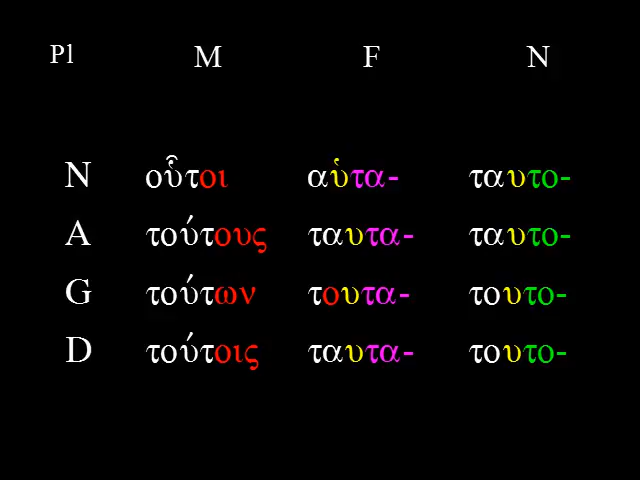 Pl M F N
N οὗτοι αὑτα- ταυτο-
A τούτους ταυτα- ταυτο-
G τούτων τουτα- τουτο-
D τούτοις ταυτα- τουτο-